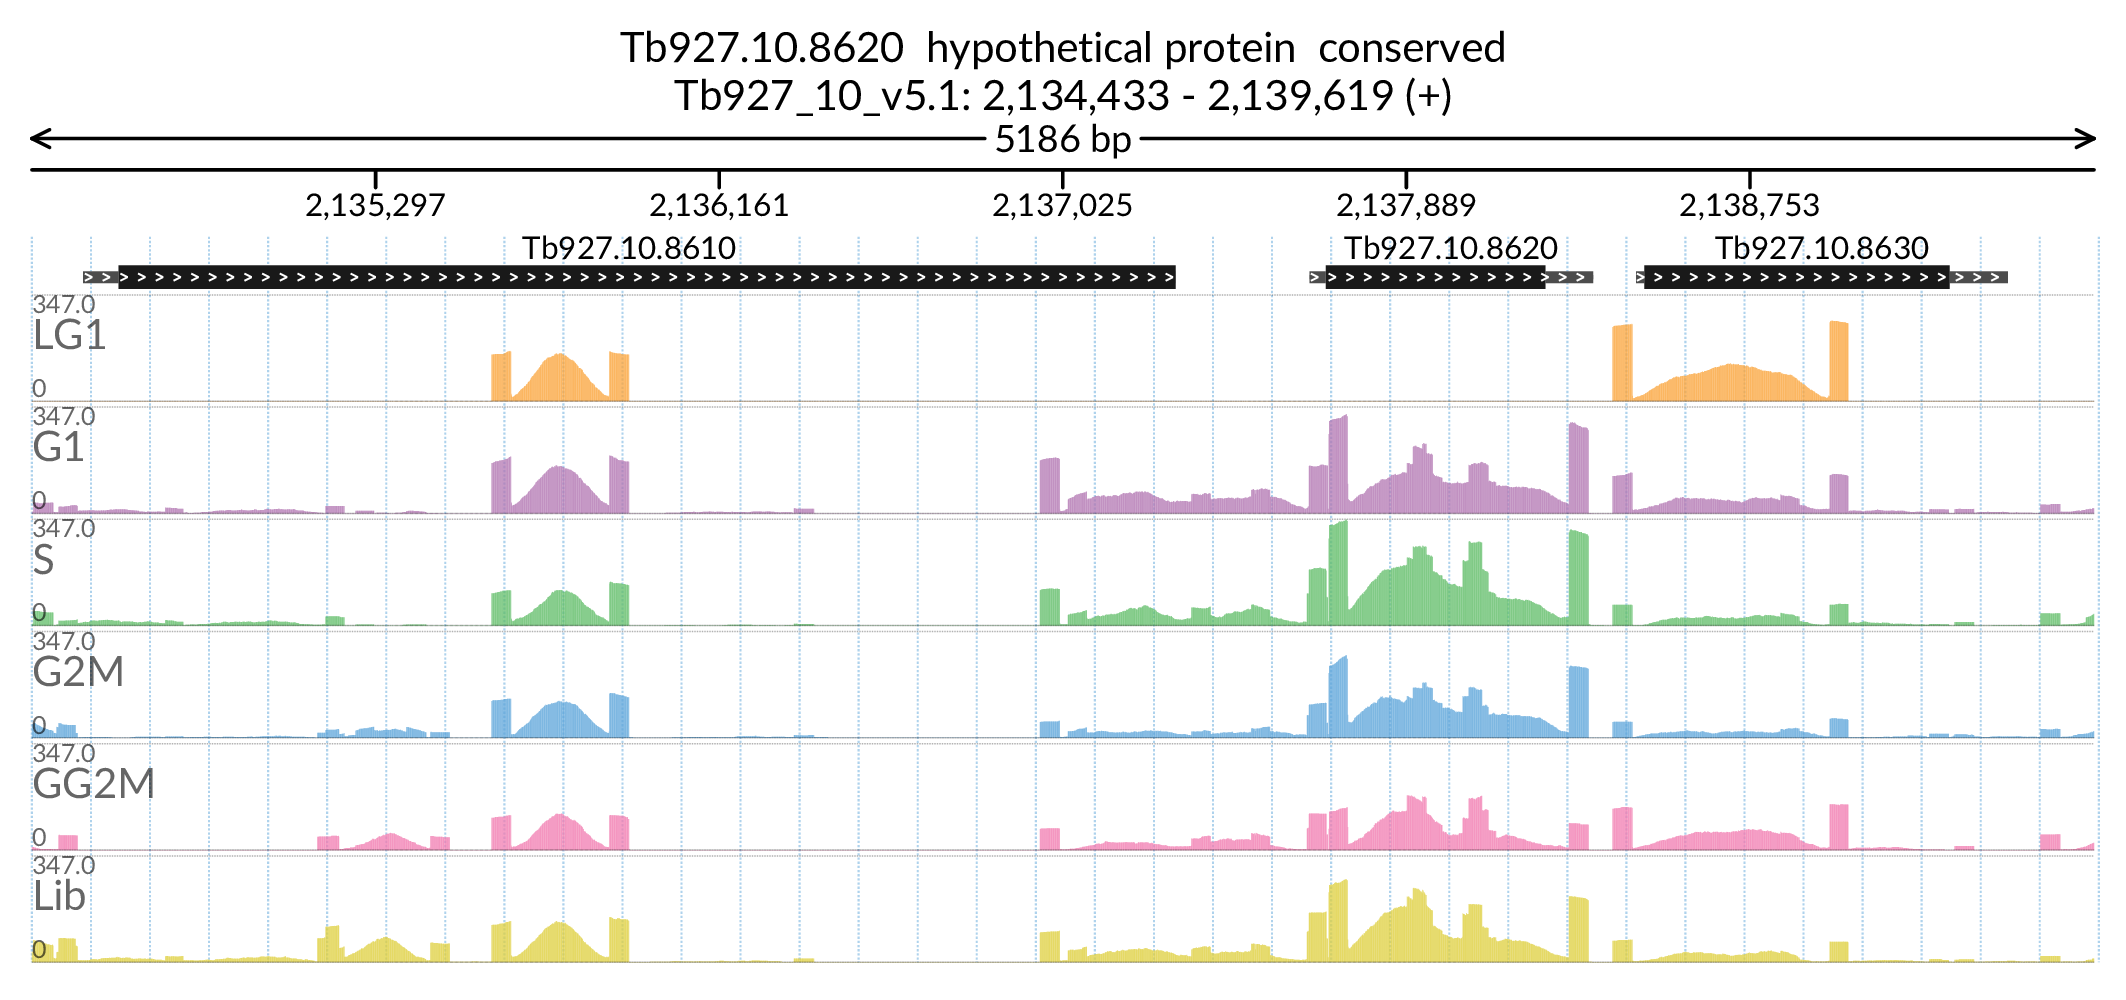 Tb927.10.8620 hypothetical protein conserved
Tb927_10_v5.1: 2,134,433 - 2,139,619 (+)
5186 bp
2,135,297 2,136,161 2,137,025 2,137,889 2,138,753
Tb927.10.8610 Tb927.10.8620 Tb927.10.8630
347.0
LG1
0
347.0
G1
0
347.0
S
0
347.0
G2M
0
347.0
GG2M
0
347.0
Lib
0